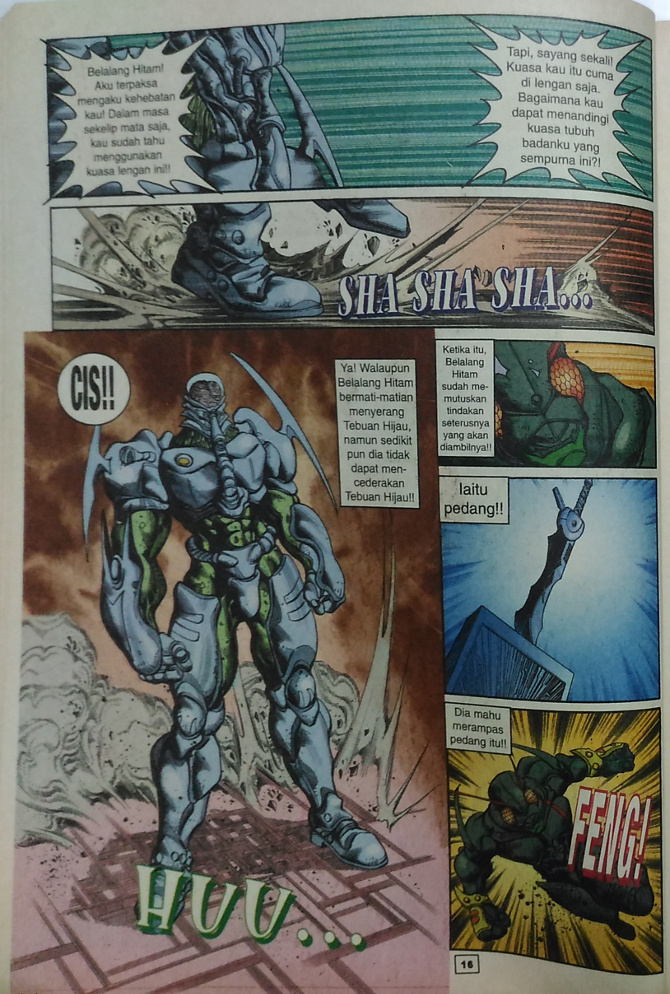 Belalang Hitam!
Aku terpaksa
mengaku kehebatan
kau! Dalam masa
sekelip mata saja,
kau sudah tahu
menggunakan
kuasa lengan ini!!
Tapi, sayang sekali!
Kuasa kau itu cuma
di lengan saja.
Bagaimana kau
dapat menandingi
kuasa tubuh
badanku yang
sempurna ini?!
SHA SHA SHA...
CIS!!
Ya! Walaupun
Belalang Hitam
bermati-matian
menyerang
Tebuan Hijau,
namun sedikit
pun dia tidak
dapat men-
cederakan
Tebuan Hijau!!
HUU...
Ketika itu,
Belalang
Hitam
sudah me-
mutuskan
tindakan
seterusnya
yang akan
diambilnya!!
Iaitu
pedang!!
Dia mahu
merampas
pedang itu!!
FENG!
16